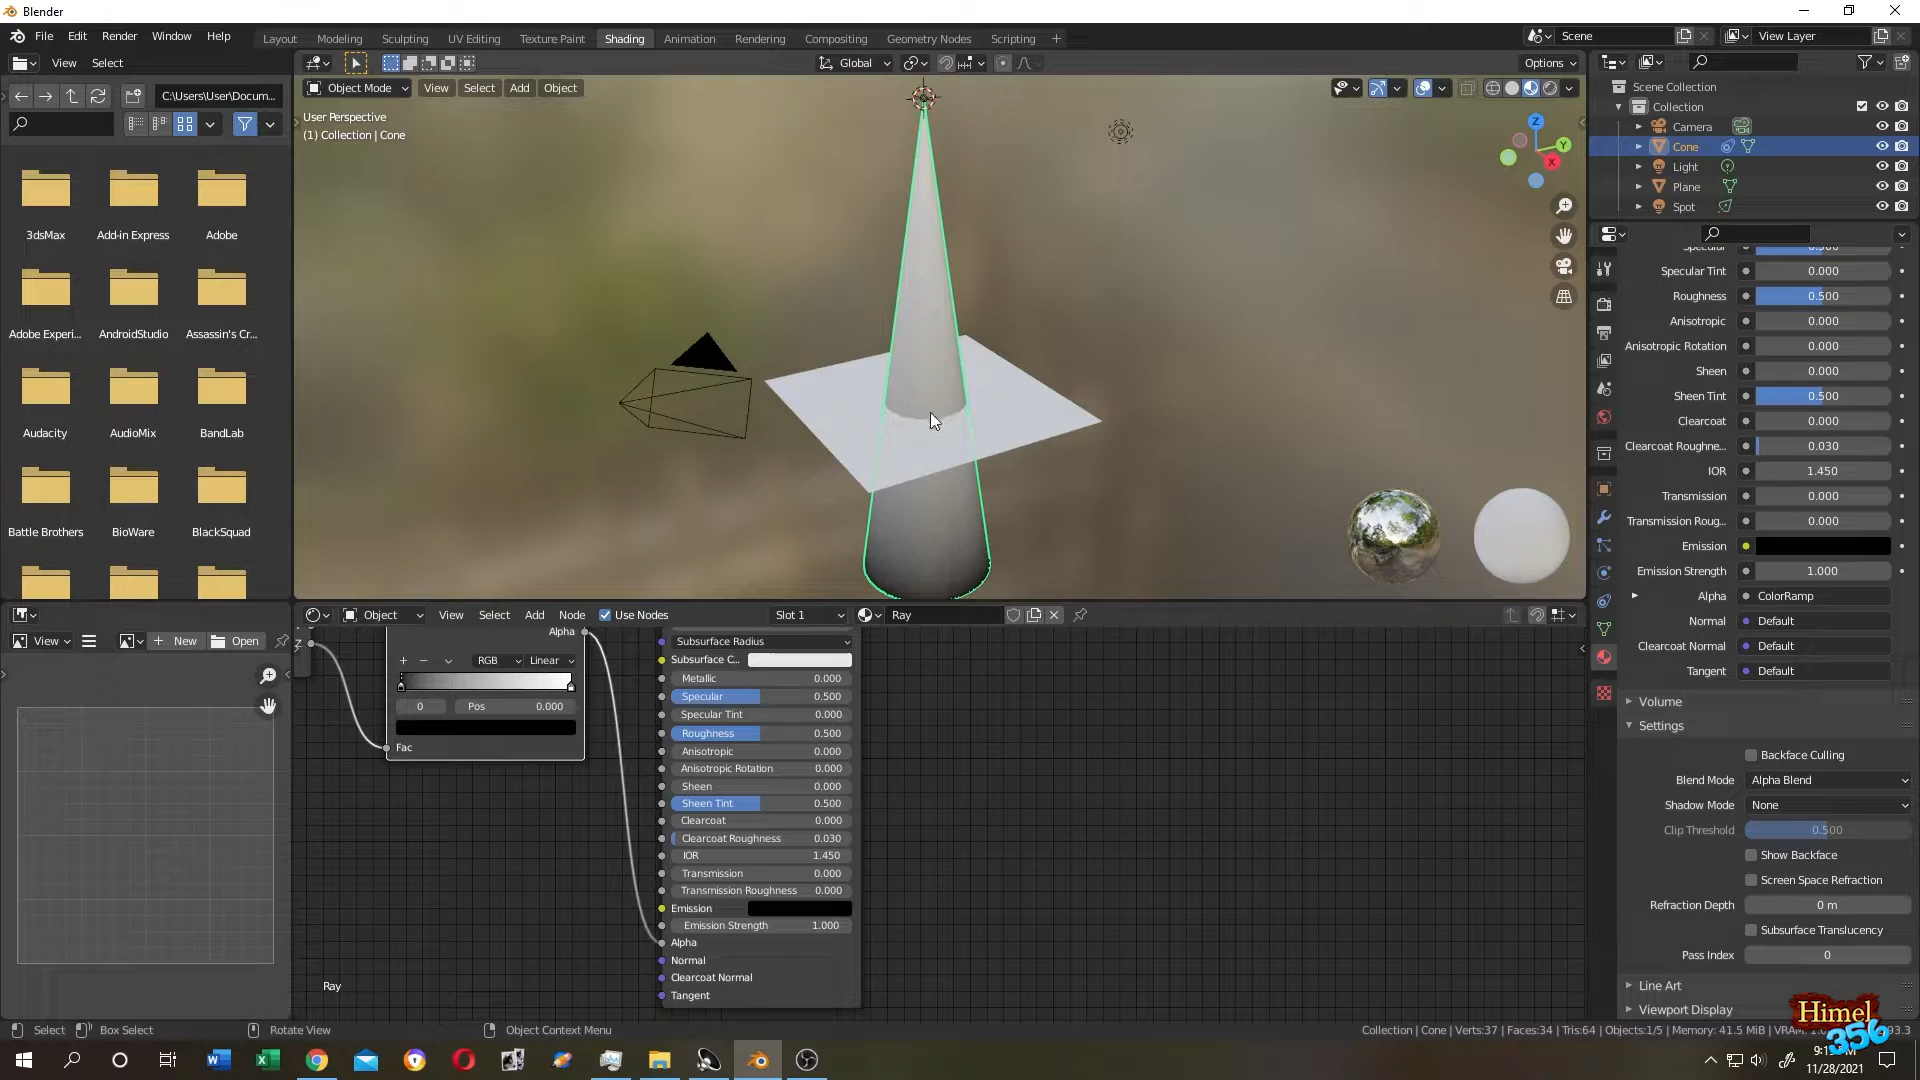 Blender
File Edit Render Window Help
Layout Modeling Sculpting UV Editing Texture Paint Shading Animation Rendering Compositing Geometry Nodes Scripting +
Scene View Layer
View Select
Global
Options
C:\Users\User\Docum...
Object Mode View Select Add Object
User Perspective
(1) Collection | Cone
Z
Y
X
Scene Collection
Collection
Camera
Cone
Light
Plane
Spot
3dsMax Add-in Express Adobe
Adobe Experi... AndroidStudio Assassin's Cr...
Audacity AudioMix BandLab
Battle Brothers BioWare BlackSquad
Specular Tint 0.000
Roughness 0.500
Anisotropic 0.000
Anisotropic Rotation 0.000
Sheen 0.000
Sheen Tint 0.500
Clearcoat 0.000
Clearcoat Roughne... 0.030
IOR 1.450
Transmission 0.000
Transmission Roug... 0.000
Emission
Emission Strength 1.000
Alpha ColorRamp
Normal Default
Clearcoat Normal Default
Tangent Default
Volume
Settings
Backface Culling
Blend Mode Alpha Blend
Shadow Mode None
Clip Threshold 0.500
Show Backface
Screen Space Refraction
Refraction Depth 0 m
Subsurface Translucency
Pass Index 0
Line Art
Viewport Display
View + New Open
Object View Select Add Node Use Nodes Slot 1 Ray
Alpha
+ − RGB Linear
0 Pos 0.000
Fac
Subsurface Radius
Subsurface C...
Metallic 0.000
Specular 0.500
Specular Tint 0.000
Roughness 0.500
Anisotropic 0.000
Anisotropic Rotation 0.000
Sheen 0.000
Sheen Tint 0.500
Clearcoat 0.000
Clearcoat Roughness 0.030
IOR 1.450
Transmission 0.000
Transmission Roughness 0.000
Emission
Emission Strength 1.000
Alpha
Normal
Clearcoat Normal
Tangent
Ray
Select Box Select Rotate View Object Context Menu
Collection | Cone | Verts:37 | Faces:34 | Tris:64 | Objects:1/5 | Memory: 41.5 MiB | VRAM:
Himel
356
11/28/2021